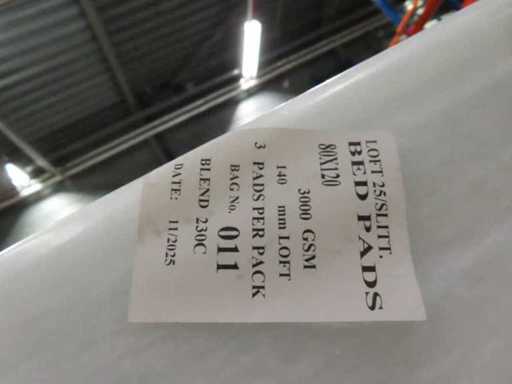 LOFT 25/SLITT.
BED PADS
80X120
3000 GSM
140 mm LOFT
3 PADS PER PACK
BAG No. 011
BLEND 230C
DATE: 11/2025